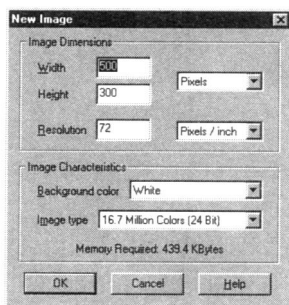 New Image
Image Dimensions
Width 500 Pixels
Height 300
Resolution 72 Pixels / inch
Image Characteristics
Background color White
Image type 16.7 Million Colors (24 Bit)
Memory Required: 439.4 KBytes
OK Cancel Help